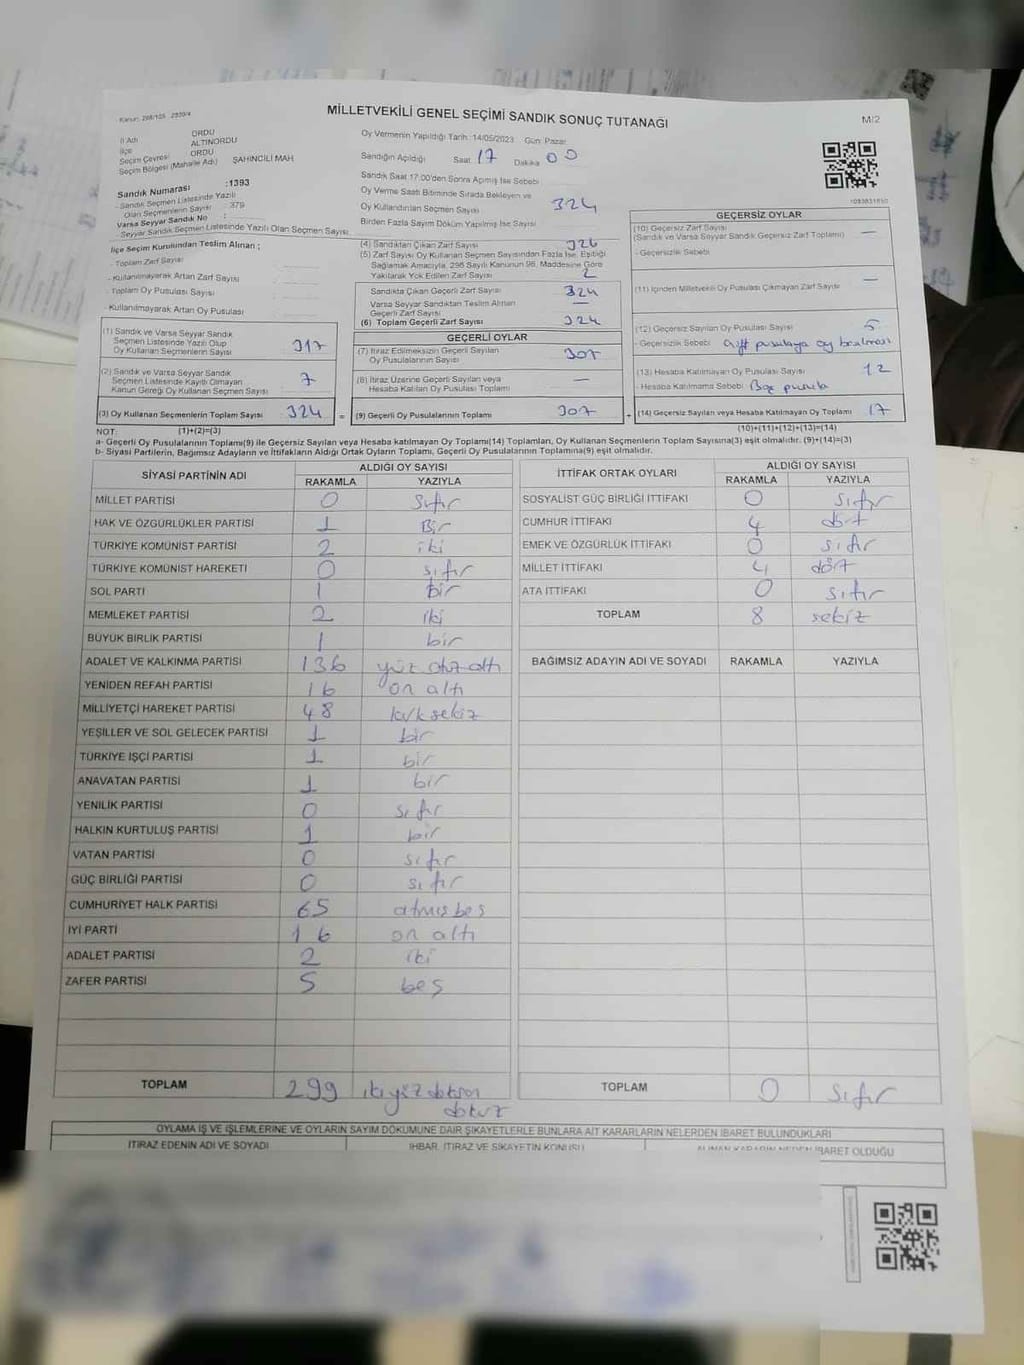 MİLLETVEKİLİ GENEL SEÇİMİ SANDIK SONUÇ TUTANAĞI
M/2
İl Adı ORDU
İlçe ALTINORDU
Seçim Çevresi ORDU
Seçim Bölgesi (Mahalle Adı) ŞAHİNCİLİ MAH
Sandık Numarası :1393
- Sandık Seçmen Listesinde Yazılı
Olan Seçmenlerin Sayısı : 379
Varsa Seyyar Sandık No :
- Seyyar Sandık Seçmen Listesinde Yazılı Olan Seçmen Sayısı
İlçe Seçim Kurulundan Teslim Alınan ;
- Toplam Zarf Sayısı
- Kullanılmayarak Artan Zarf Sayısı
- Toplam Oy Pusulası Sayısı
- Kullanılmayarak Artan Oy Pusulası
Oy Vermenin Yapıldığı Tarih :14/05/2023 Gün: Pazar
Sandığın Açıldığı Saat 17 Dakika 00
Sandık Saat 17.00'den Sonra Açılmış İse Sebebi
Oy Verme Saati Bitiminde Sırada Bekleyen ve
Oy Kullandırılan Seçmen Sayısı 324
Birden Fazla Sayım Döküm Yapılmış İse Sayısı
(4) Sandıktan Çıkan Zarf Sayısı 326
(5) Zarf Sayısı Oy Kullanan Seçmen Sayısından Fazla İse, Eşitliği
Sağlamak Amacıyla, 298 Sayılı Kanunun 98. Maddesine Göre
Yakılarak Yok Edilen Zarf Sayısı 2
Sandıkta Çıkan Geçerli Zarf Sayısı 324
Varsa Seyyar Sandıktan Teslim Alınan
Geçerli Zarf Sayısı —
(6) Toplam Geçerli Zarf Sayısı 324
(1) Sandık ve Varsa Seyyar Sandık
Seçmen Listesinde Yazılı Olup
Oy Kullanan Seçmenlerin Sayısı 317
(2) Sandık ve Varsa Seyyar Sandık
Seçmen Listesinde Kayıtlı Olmayan
Kanun Gereği Oy Kullanan Seçmen Sayısı 7
(3) Oy Kullanan Seçmenlerin Toplam Sayısı 324 =
GEÇERLİ OYLAR
(7) İtiraz Edilmeksizin Geçerli Sayılan
Oy Pusulalarının Sayısı 307
(8) İtiraz Üzerine Geçerli Sayılan veya
Hesaba Katılan Oy Pusulası Toplamı —
(9) Geçerli Oy Pusulalarının Toplamı 307 +
GEÇERSİZ OYLAR
(10) Geçersiz Zarf Sayısı —
(Sandık ve Varsa Seyyar Sandık Geçersiz Zarf Toplamı)
- Geçersizlik Sebebi
(11) İçinden Milletvekili Oy Pusulası Çıkmayan Zarf Sayısı —
(12) Geçersiz Sayılan Oy Pusulası Sayısı 5
- Geçersizlik Sebebi Çift pusulaya oy basılması
(13) Hesaba Katılmayan Oy Pusulası Sayısı 12
- Hesaba Katılmama Sebebi Boş pusula
(14) Geçersiz Sayılan veya Hesaba Katılmayan Oy Toplamı 17
NOT: (1)+(2)=(3) (10)+(11)+(12)+(13)=(14)
a- Geçerli Oy Pusulalarının Toplamı(9) ile Geçersiz Sayılan veya Hesaba katılmayan Oy Toplamı(14) Toplamları, Oy Kullanan Seçmenlerin Toplam Sayısına(3) eşit olmalıdır. (9)+(14)=(3)
b- Siyasi Partilerin, Bağımsız Adayların ve İttifakların Aldığı Ortak Oyların Toplamı, Geçerli Oy Pusulalarının Toplamına(9) eşit olmalıdır.
SİYASİ PARTİNİN ADI ALDIĞI OY SAYISI
RAKAMLA YAZIYLA
MİLLET PARTİSİ 0 sıfır
HAK VE ÖZGÜRLÜKLER PARTİSİ 1 Bir
TÜRKİYE KOMÜNİST PARTİSİ 2 iki
TÜRKİYE KOMÜNİST HAREKETİ 0 sıfır
SOL PARTİ 1 bir
MEMLEKET PARTİSİ 2 iki
BÜYÜK BİRLİK PARTİSİ 1 bir
ADALET VE KALKINMA PARTİSİ 136 yüz otuz altı
YENİDEN REFAH PARTİSİ 16 on altı
MİLLİYETÇİ HAREKET PARTİSİ 48 kırk sekiz
YEŞİLLER VE SOL GELECEK PARTİSİ 1 bir
TÜRKİYE İŞÇİ PARTİSİ 1 bir
ANAVATAN PARTİSİ 1 bir
YENİLİK PARTİSİ 0 sıfır
HALKIN KURTULUŞ PARTİSİ 1 bir
VATAN PARTİSİ 0 sıfır
GÜÇ BİRLİĞİ PARTİSİ 0 sıfır
CUMHURİYET HALK PARTİSİ 65 atmış beş
İYİ PARTİ 16 on altı
ADALET PARTİSİ 2 iki
ZAFER PARTİSİ 5 beş
TOPLAM 299 iki yüz doksan
dokuz
İTTİFAK ORTAK OYLARI ALDIĞI OY SAYISI
RAKAMLA YAZIYLA
SOSYALİST GÜÇ BİRLİĞİ İTTİFAKI 0 sıfır
CUMHUR İTTİFAKI 4 dört
EMEK VE ÖZGÜRLÜK İTTİFAKI 0 sıfır
MİLLET İTTİFAKI 4 dört
ATA İTTİFAKI 0 sıfır
TOPLAM 8 sekiz
BAĞIMSIZ ADAYIN ADI VE SOYADI RAKAMLA YAZIYLA
TOPLAM 0 sıfır
OYLAMA İŞ VE İŞLEMLERİNE VE OYLARIN SAYIM DÖKÜMÜNE DAİR ŞİKAYETLERLE BUNLARA AİT KARARLARIN NELERDEN İBARET BULUNDUKLARI
İTİRAZ EDENİN ADI VE SOYADI İHBAR, İTİRAZ VE ŞİKAYETİN KONUSU ALINAN KARARIN NEDEN İBARET OLDUĞU